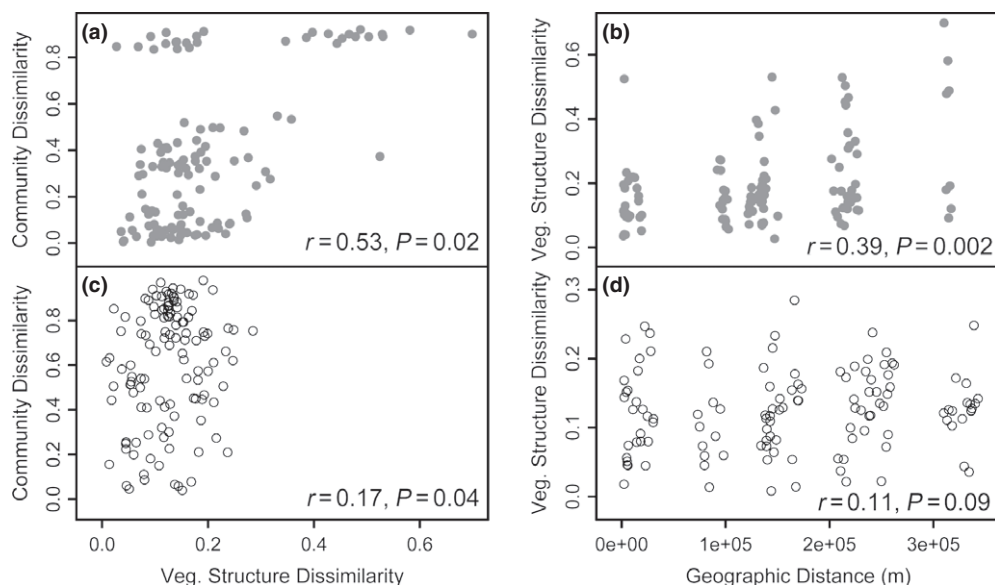 (a)
Community Dissimilarity
0.0 0.2 0.4 0.6 0.8
r = 0.53, P = 0.02
(b)
Veg. Structure Dissimilarity
0.0 0.2 0.4 0.6
r = 0.39, P = 0.002
(c)
Community Dissimilarity
0.0 0.2 0.4 0.6 0.8
r = 0.17, P = 0.04
0.0 0.2 0.4 0.6
Veg. Structure Dissimilarity
(d)
Veg. Structure Dissimilarity
0.0 0.1 0.2 0.3
r = 0.11, P = 0.09
0e+00 1e+05 2e+05 3e+05
Geographic Distance (m)